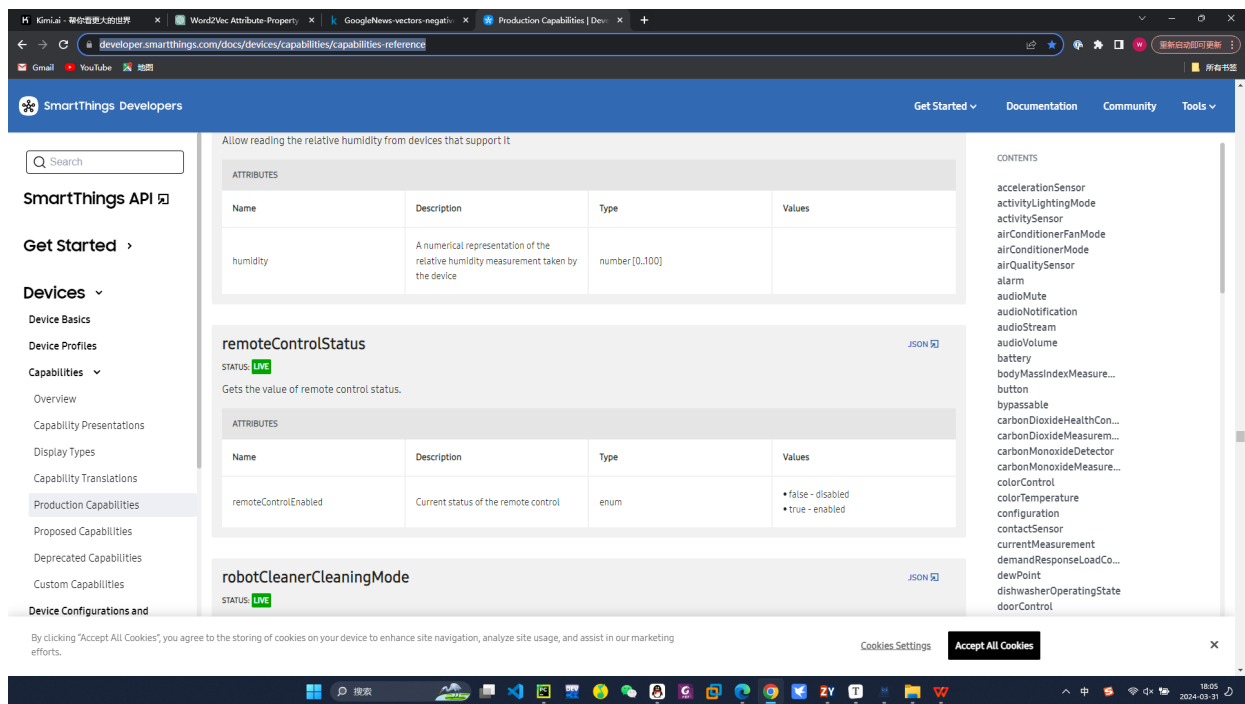 Kimi.ai - 帮你看更大的世界
Word2Vec Attribute-Property
GoogleNews-vectors-negativ
Production Capabilities | Deve
developer.smartthings.com/docs/devices/capabilities/capabilities-reference
W
重新启动即可更新
Gmail
YouTube
地图
所有书签
SmartThings Developers
Get Started
Documentation
Community
Tools
Search
SmartThings API
Get Started
Devices
Device Basics
Device Profiles
Capabilities
Overview
Capability Presentations
Display Types
Capability Translations
Production Capabilities
Proposed Capabilities
Deprecated Capabilities
Custom Capabilities
Device Configurations and
Allow reading the relative humidity from devices that support it
ATTRIBUTES
Name Description Type Values
humidity
A numerical representation of the
relative humidity measurement taken by
the device
number [0..100]
remoteControlStatus
JSON
STATUS: LIVE
Gets the value of remote control status.
ATTRIBUTES
Name Description Type Values
remoteControlEnabled
Current status of the remote control
enum
• false - disabled
• true - enabled
robotCleanerCleaningMode
JSON
STATUS: LIVE
CONTENTS
accelerationSensor
activityLightingMode
activitySensor
airConditionerFanMode
airConditionerMode
airQualitySensor
alarm
audioMute
audioNotification
audioStream
audioVolume
battery
bodyMassIndexMeasure...
button
bypassable
carbonDioxideHealthCon...
carbonDioxideMeasurem...
carbonMonoxideDetector
carbonMonoxideMeasure...
colorControl
colorTemperature
configuration
contactSensor
currentMeasurement
demandResponseLoadCo...
dewPoint
dishwasherOperatingState
doorControl
By clicking “Accept All Cookies”, you agree to the storing of cookies on your device to enhance site navigation, analyze site usage, and assist in our marketing
efforts.
Cookies Settings
Accept All Cookies
搜索
ZY
T
中
18:05
2024-03-31